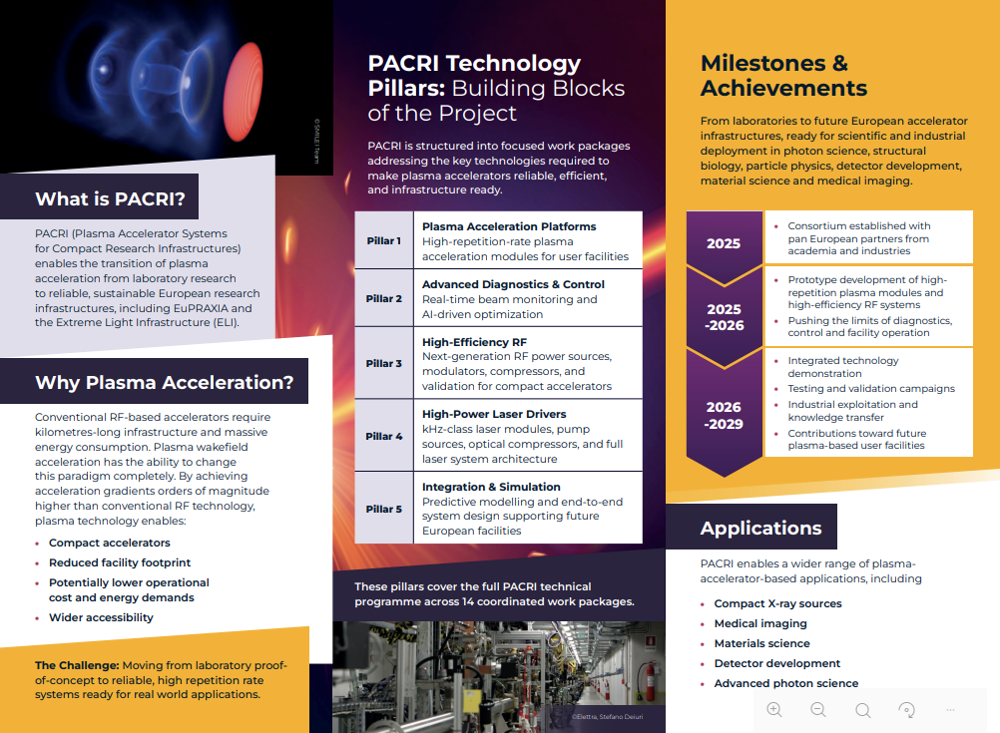 ©SMILEI Team
What is PACRI?
PACRI (Plasma Accelerator Systems
for Compact Research Infrastructures)
enables the transition of plasma
acceleration from laboratory research
to reliable, sustainable European research
infrastructures, including EuPRAXIA and
the Extreme Light Infrastructure (ELI).
Why Plasma Acceleration?
Conventional RF-based accelerators require
kilometres-long infrastructure and massive
energy consumption. Plasma wakefield
acceleration has the ability to change
this paradigm completely. By achieving
acceleration gradients orders of magnitude
higher than conventional RF technology,
plasma technology enables:
• Compact accelerators
• Reduced facility footprint
• Potentially lower operational
cost and energy demands
• Wider accessibility
The Challenge: Moving from laboratory proof-
of-concept to reliable, high repetition rate
systems ready for real world applications.
PACRI Technology
Pillars: Building Blocks
of the Project
PACRI is structured into focused work packages
addressing the key technologies required to
make plasma accelerators reliable, efficient,
and infrastructure ready.
Pillar 1
Plasma Acceleration Platforms
High-repetition-rate plasma
acceleration modules for user facilities
Pillar 2
Advanced Diagnostics & Control
Real-time beam monitoring and
AI-driven optimization
Pillar 3
High-Efficiency RF
Next-generation RF power sources,
modulators, compressors, and
validation for compact accelerators
Pillar 4
High-Power Laser Drivers
kHz-class laser modules, pump
sources, optical compressors, and full
laser system architecture
Pillar 5
Integration & Simulation
Predictive modelling and end-to-end
system design supporting future
European facilities
These pillars cover the full PACRI technical
programme across 14 coordinated work packages.
©Elettra, Stefano Deiuri
Milestones &
Achievements
From laboratories to future European accelerator
infrastructures, ready for scientific and industrial
deployment in photon science, structural
biology, particle physics, detector development,
material science and medical imaging.
2025
• Consortium established with
pan European partners from
academia and industries
2025
-2026
• Prototype development of high-
repetition plasma modules and
high-efficiency RF systems
• Pushing the limits of diagnostics,
control and facility operation
2026
-2029
• Integrated technology
demonstration
• Testing and validation campaigns
• Industrial exploitation and
knowledge transfer
• Contributions toward future
plasma-based user facilities
Applications
PACRI enables a wider range of plasma-
accelerator-based applications, including
• Compact X-ray sources
• Medical imaging
• Materials science
• Detector development
• Advanced photon science